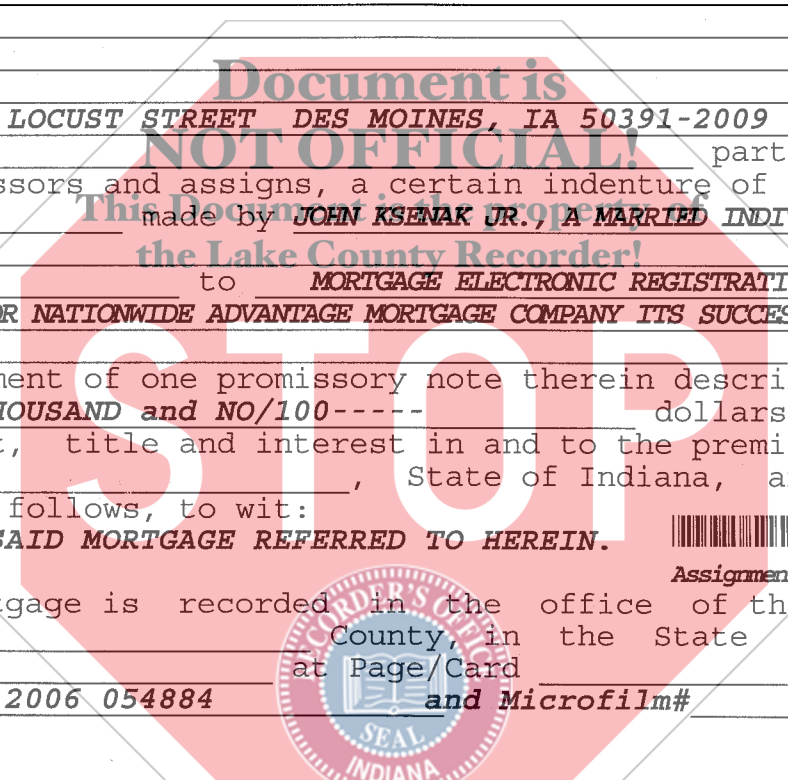 Document is
LOCUST STREET DES MOINES, IA 50391-2009
NOT OFFICIAL!
part
ssors and assigns, a certain indenture of
This Document is the property of
made by JOHN KSENAK JR., A MARRIED INDI
the Lake County Recorder!
to MORTGAGE ELECTRONIC REGISTRATI
OR NATIONWIDE ADVANTAGE MORTGAGE COMPANY ITS SUCCES
STOP
ment of one promissory note therein descri
HOUSAND and NO/100-----
dollars
t, title and interest in and to the premi
, State of Indiana, a
follows, to wit:
SAID MORTGAGE REFERRED TO HEREIN.
Assignmen
tgage is recorded in the office of th
County, in the State
at Page/Card
2006 054884 and Microfilm#
RECORDER'S OFFICE
SEAL
INDIANA